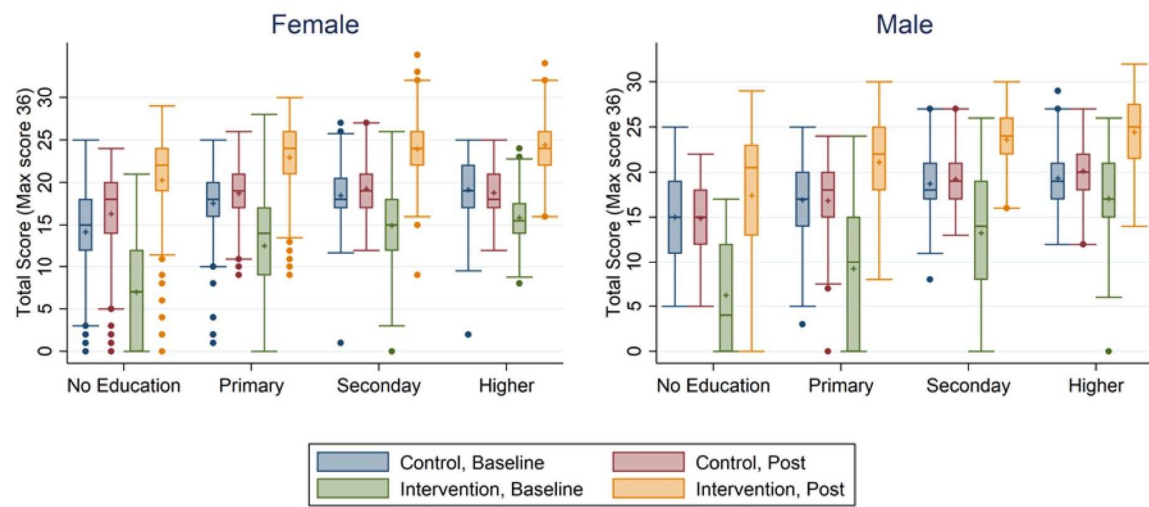 Female
Male
Total Score (Max score 36)
30
25
20
15
10
5
0
No Education Primary Seconday Higher
Total Score (Max score 36)
30
25
20
15
10
5
0
No Education Primary Seconday Higher
Control, Baseline Control, Post
Intervention, Baseline Intervention, Post